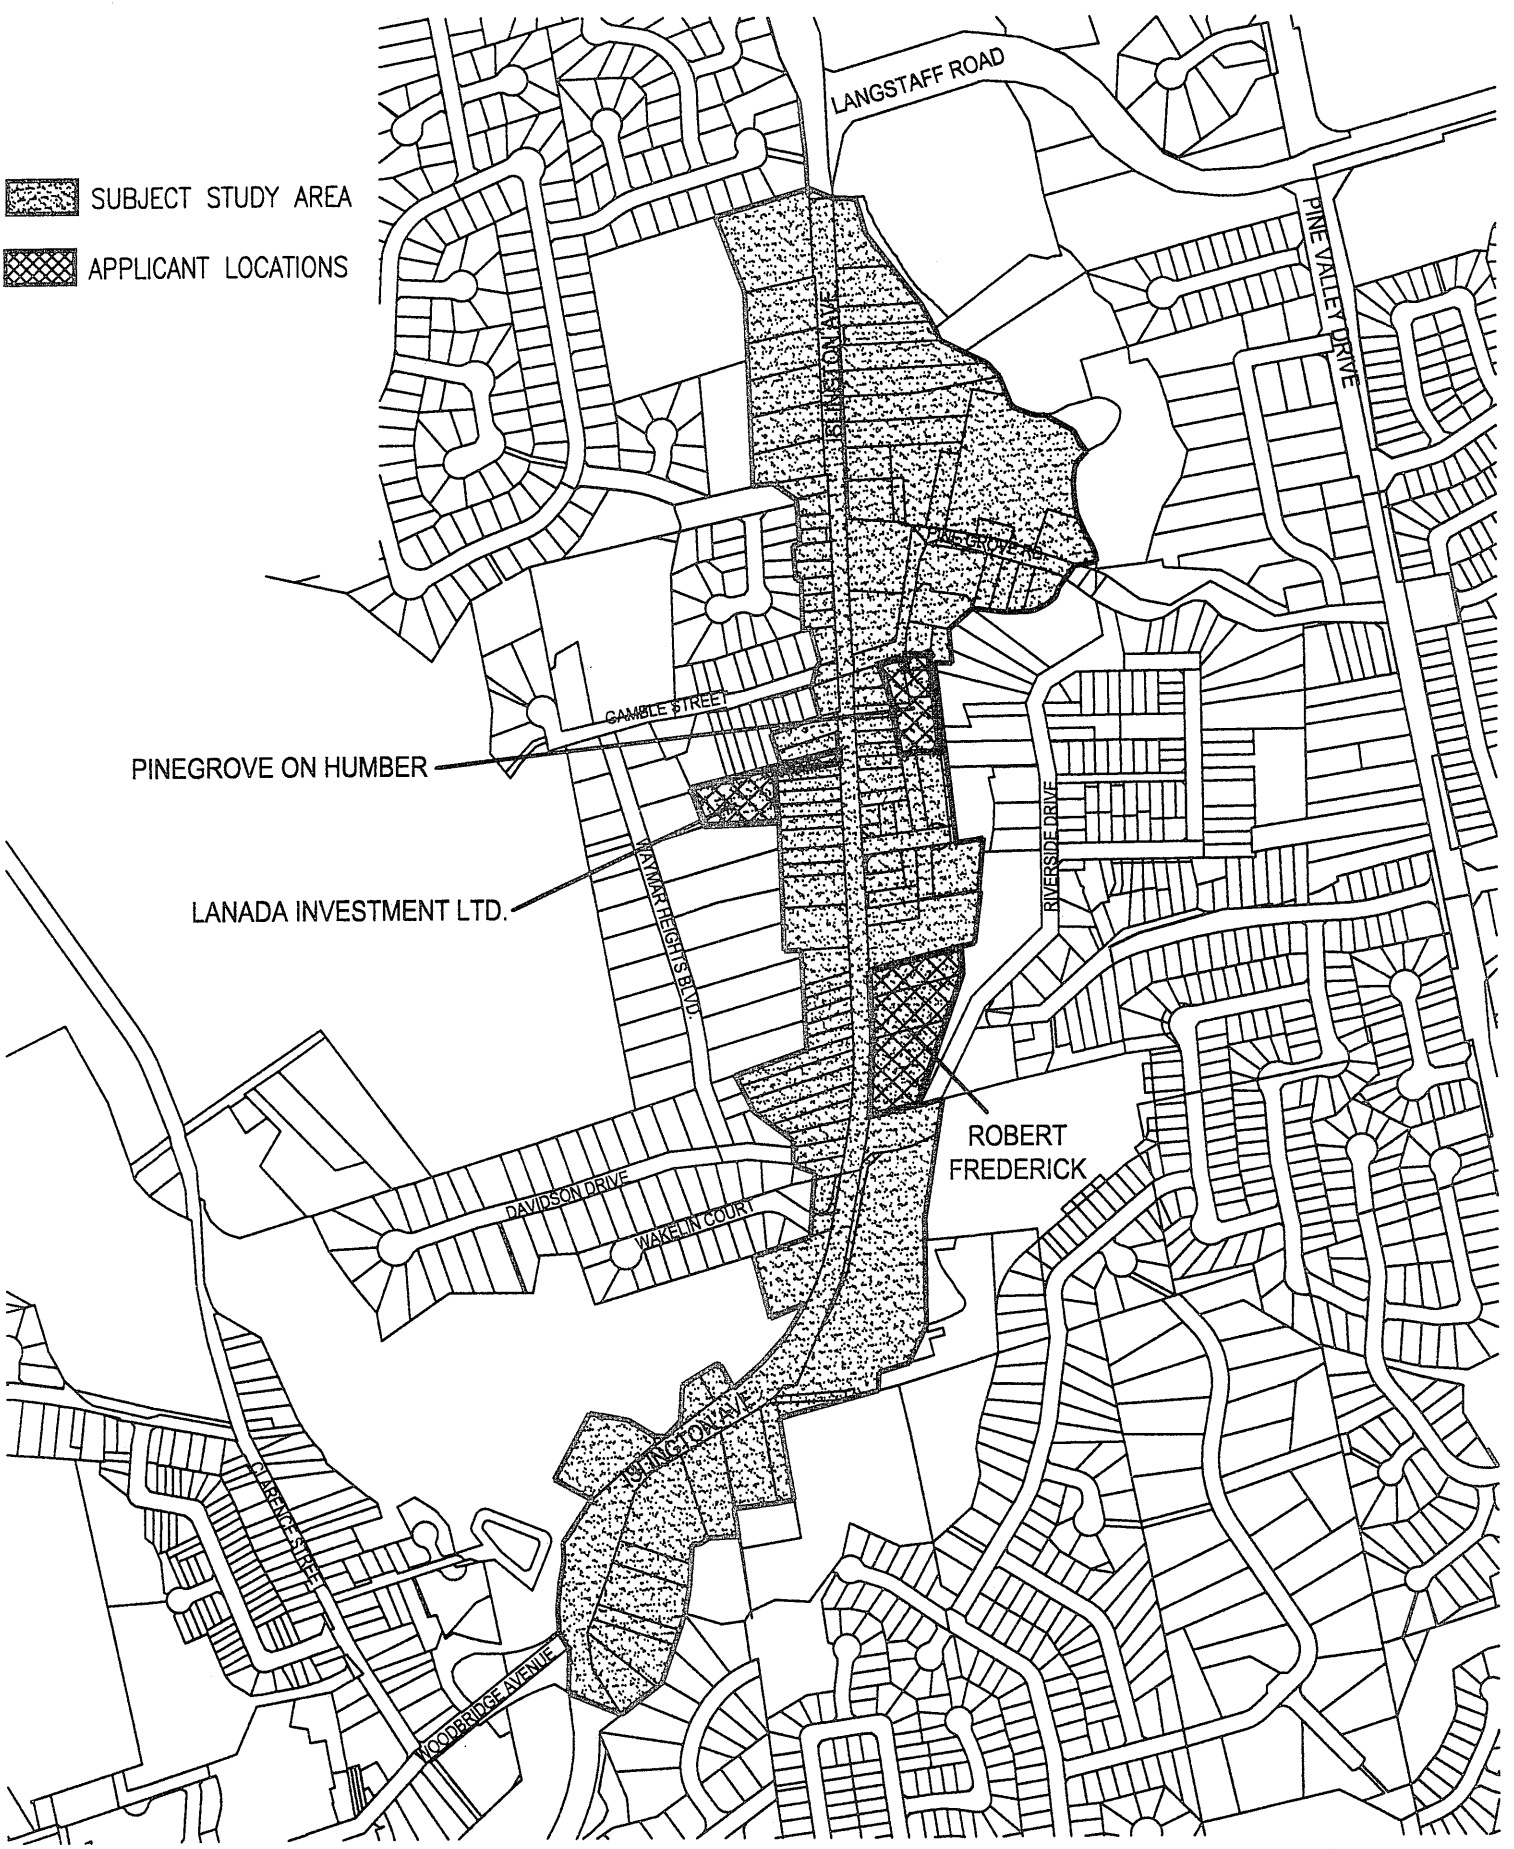 LANGSTAFF ROAD
SUBJECT STUDY AREA
APPLICANT LOCATIONS
PINE VALLEY DRIVE
ISLINGTON AVE
PINE GROVE RD.
GAMBLE STREET
PINEGROVE ON HUMBER
RIVERSIDE DRIVE
LANADA INVESTMENT LTD.
WAYMAR HEIGHTS BLVD.
ROBERT
FREDERICK
DAVIDSON DRIVE
WAKELIN COURT
ISLINGTON AVE
CLARENCE STREET
WOODBRIDGE AVENUE